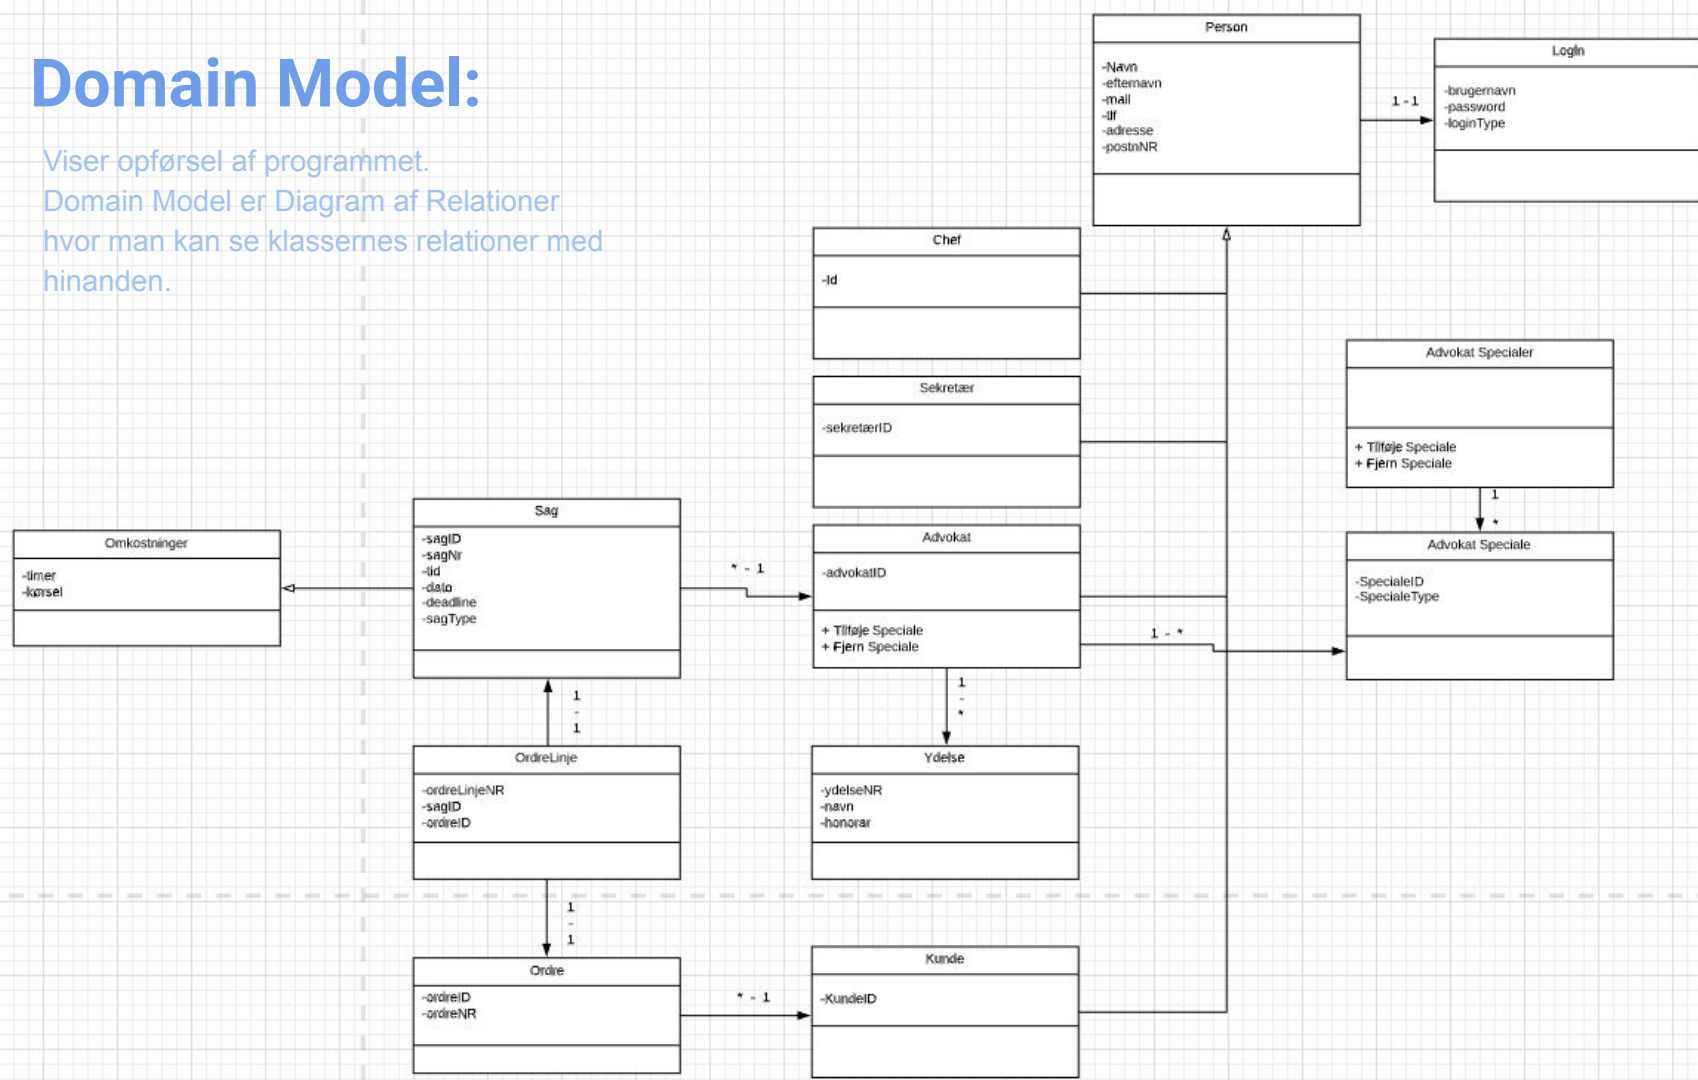 Domain Model:
Viser opførsel af programmet.
Domain Model er Diagram af Relationer
hvor man kan se klassernes relationer med
hinanden.
Person
-Navn
-efternavn
-mail
-tlf
-adresse
-postnNR
1 - 1
LogIn
-brugernavn
-password
-loginType
Chef
-Id
Sekretær
-sekretærID
Advokat Specialer
+ Tilføje Speciale
+ Fjern Speciale
1
*
Advokat Speciale
-SpecialeID
-SpecialeType
Omkostninger
-timer
-kørsel
Sag
-sagID
-sagNr
-tid
-dato
-deadline
-sagType
* - 1
Advokat
-advokatID
+ Tilføje Speciale
+ Fjern Speciale
1 - *
1
-
1
1
-
*
OrdreLinje
-ordreLinjeNR
-sagID
-ordreID
Ydelse
-ydelseNR
-navn
-honorar
1
-
1
Ordre
-ordreID
-ordreNR
* - 1
Kunde
-KundeID